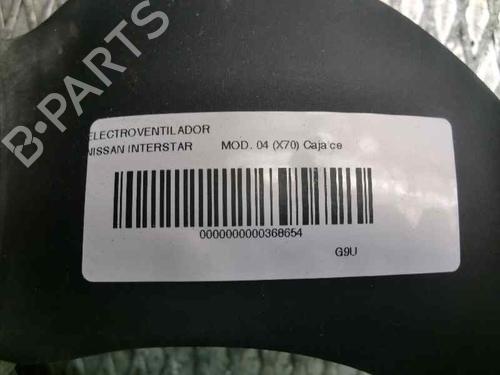 ELECTROVENTILADOR
NISSAN INTERSTAR MOD. 04 (X70) Caja ce
0000000000368654
G9U
B-PARTS